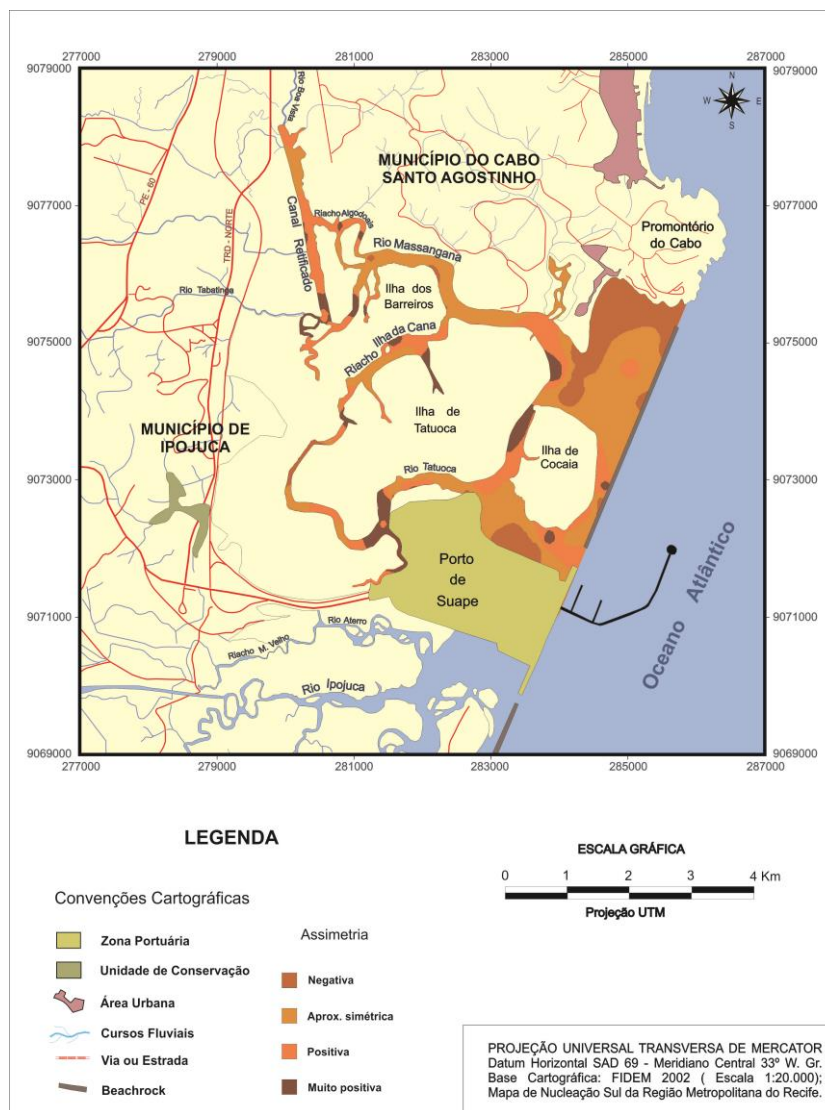 277000 279000 281000 283000 285000 287000
9079000 9079000
Rio Boa Vista
N
W E
S
MUNICÍPIO DO CABO
SANTO AGOSTINHO
PE - 60
9077000 9077000
TRD - NORTE
Canal Retificado
Riacho Algodoais
Rio Massangana
Promontório
do Cabo
Rio Tabatinga
Ilha dos
Barreiros
9075000 9075000
Riacho Ilha da Cana
Ilha de
Tatuoca
MUNICÍPIO DE
IPOJUCA
Ilha de
Cocaia
9073000 9073000
Rio Tatuoca
Porto
de
Suape
Oceano Atlântico
9071000 9071000
Rio Aterro
Riacho M. Velho
Rio Ipojuca
9069000 9069000
277000 279000 281000 283000 285000 287000
LEGENDA
ESCALA GRÁFICA
0 1 2 3 4 Km
Projeção UTM
Convenções Cartográficas
Zona Portuária
Unidade de Conservação
Área Urbana
Cursos Fluviais
Via ou Estrada
Beachrock
Assimetria
Negativa
Aprox. simétrica
Positiva
Muito positiva
PROJEÇÃO UNIVERSAL TRANSVERSA DE MERCATOR
Datum Horizontal SAD 69 - Meridiano Central 33º W. Gr.
Base Cartográfica: FIDEM 2002 ( Escala 1:20.000);
Mapa de Nucleação Sul da Região Metropolitana do Recife.